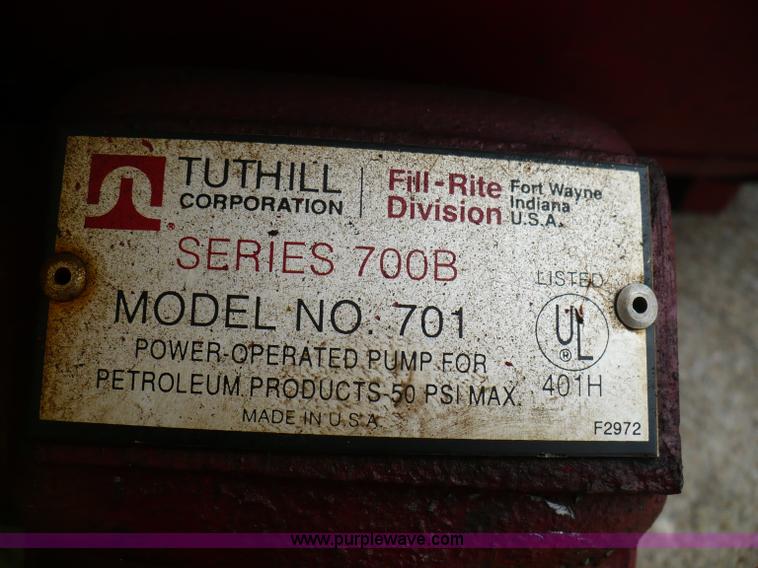 TUTHILL
CORPORATION
Fill-Rite
Division
Fort Wayne
Indiana
U.S.A.
SERIES 700B
LISTED
MODEL NO. 701
UL
®
POWER-OPERATED PUMP FOR
PETROLEUM PRODUCTS-50 PSI MAX.
401H
MADE IN U.S.A
F2972
www.purplewave.com